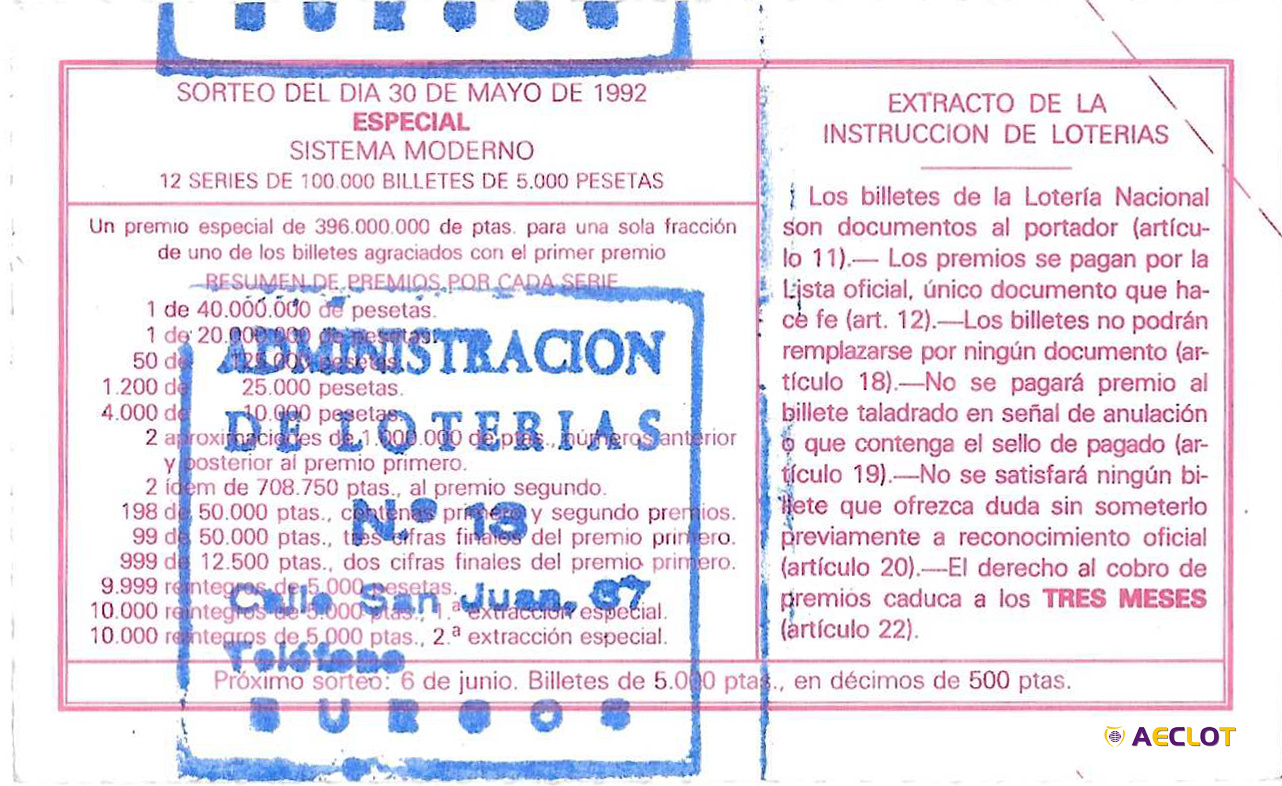 BURGOS
SORTEO DEL DIA 30 DE MAYO DE 1992
ESPECIAL
SISTEMA MODERNO
12 SERIES DE 100.000 BILLETES DE 5.000 PESETAS
Un premio especial de 396.000.000 de ptas. para una sola fracción
de uno de los billetes agraciados con el primer premio
RESUMEN DE PREMIOS POR CADA SERIE
1 de 40.000.000 de pesetas.
1 de 20.000.000 de pesetas.
50 de 125.000 pesetas.
1.200 de 25.000 pesetas.
4.000 de 10.000 pesetas.
2 aproximaciones de 1.000.000 de ptas., números anterior
y posterior al premio primero.
2 ídem de 708.750 ptas., al premio segundo.
198 de 50.000 ptas., centenas primero y segundo premios.
99 de 50.000 ptas., tres cifras finales del premio primero.
999 de 12.500 ptas., dos cifras finales del premio primero.
9.999 reintegros de 5.000 pesetas.
10.000 reintegros de 5.000 ptas., 1.ª extracción especial.
10.000 reintegros de 5.000 ptas., 2.ª extracción especial.
Próximo sorteo: 6 de junio. Billetes de 5.000 ptas., en décimos de 500 ptas.
EXTRACTO DE LA
INSTRUCCION DE LOTERIAS
Los billetes de la Lotería Nacional
son documentos al portador (artícu-
lo 11).— Los premios se pagan por la
Lista oficial, único documento que ha-
ce fe (art. 12).—Los billetes no podrán
remplazarse por ningún documento (ar-
tículo 18).—No se pagará premio al
billete taladrado en señal de anulación
o que contenga el sello de pagado (ar-
tículo 19).—No se satisfará ningún bi-
llete que ofrezca duda sin someterlo
previamente a reconocimiento oficial
(artículo 20).—El derecho al cobro de
premios caduca a los TRES MESES
(artículo 22).
ADMINISTRACION
DE LOTERIAS
N.º 13
Calle San Juan, 37
Teléfono
BURGOS
AECLOT